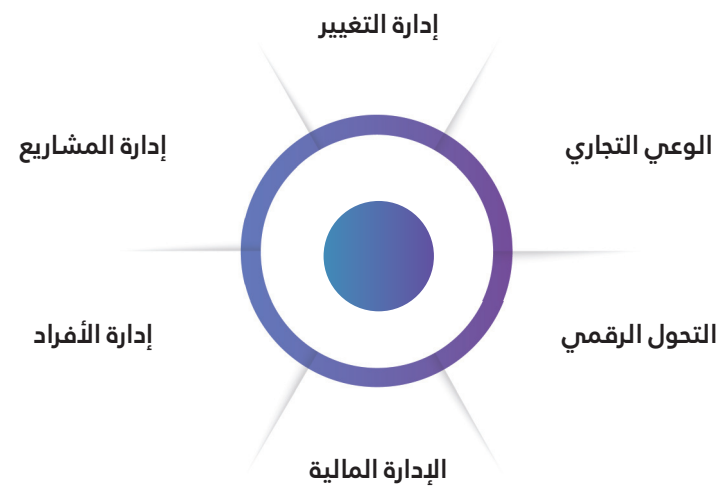 إدارة التغيير
الوعي التجاري
إدارة المشاريع
التحول الرقمي
إدارة الأفراد
الإدارة المالية